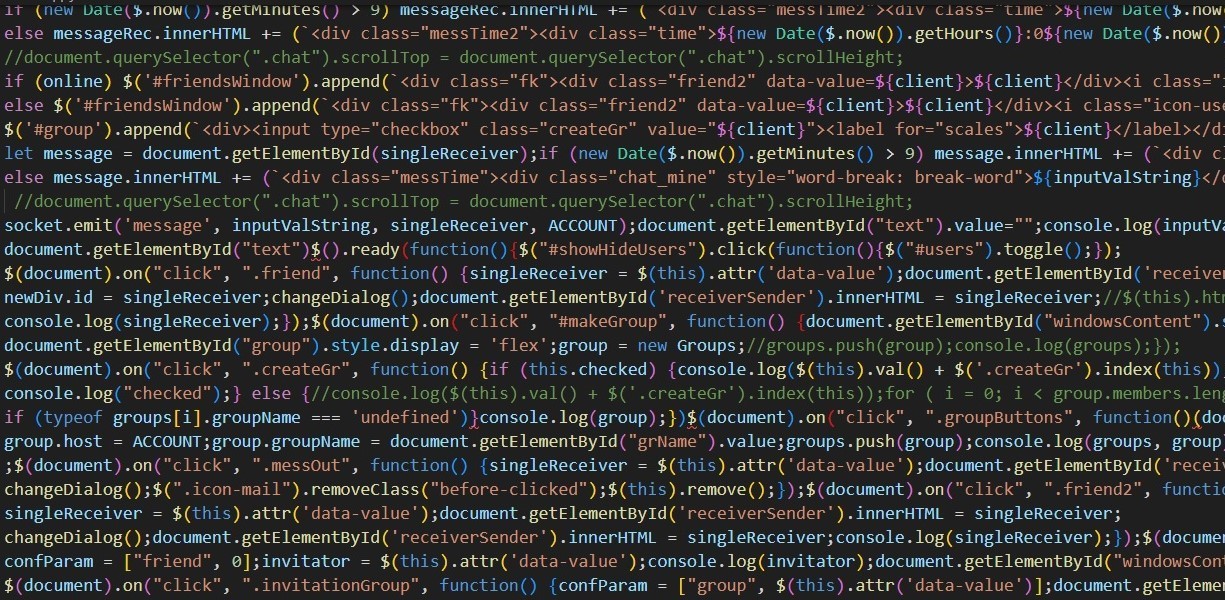 if (new Date($.now()).getMinutes() > 9) messageRec.innerHTML += (`<div class="messTime2"><div class="time">${new Date($.now
else messageRec.innerHTML += (`<div class="messTime2"><div class="time">${new Date($.now()).getHours()}:0${new Date($.now()
//document.querySelector(".chat").scrollTop = document.querySelector(".chat").scrollHeight;
if (online) $('#friendsWindow').append(`<div class="fk"><div class="friend2" data-value=${client}>${client}</div><i class="i
else $('#friendsWindow').append(`<div class="fk"><div class="friend2" data-value=${client}>${client}</div><i class="icon-use
$('#group').append(`<div><input type="checkbox" class="createGr" value="${client}"><label for="scales">${client}</label></di
let message = document.getElementById(singleReceiver);if (new Date($.now()).getMinutes() > 9) message.innerHTML += (`<div c
else message.innerHTML += (`<div class="messTime"><div class="chat_mine" style="word-break: break-word">${inputValString}</d
//document.querySelector(".chat").scrollTop = document.querySelector(".chat").scrollHeight;
socket.emit('message', inputValString, singleReceiver, ACCOUNT);document.getElementById("text").value="";console.log(inputVa
document.getElementById("text")$().ready(function(){$("#showHideUsers").click(function(){$("#users").toggle();});
$(document).on("click", ".friend", function() {singleReceiver = $(this).attr('data-value');document.getElementById('receiver
newDiv.id = singleReceiver;changeDialog();document.getElementById('receiverSender').innerHTML = singleReceiver;//$(this).htm
console.log(singleReceiver);});$(document).on("click", "#makeGroup", function() {document.getElementById("windowsContent").s
document.getElementById("group").style.display = 'flex';group = new Groups;//groups.push(group);console.log(groups);});
$(document).on("click", ".createGr", function() {if (this.checked) {console.log($(this).val() + $('.createGr').index(this));
console.log("checked");} else {//console.log($(this).val() + $('.createGr').index(this));for ( i = 0; i < group.members.leng
if (typeof groups[i].groupName === 'undefined')}console.log(group);})$(document).on("click", ".groupButtons", function()(doc
group.host = ACCOUNT;group.groupName = document.getElementById("grName").value;groups.push(group);console.log(groups, group
;$(document).on("click", ".messOut", function() {singleReceiver = $(this).attr('data-value');document.getElementById('receiv
changeDialog();$(".icon-mail").removeClass("before-clicked");$(this).remove();});$(document).on("click", ".friend2", functio
singleReceiver = $(this).attr('data-value');document.getElementById('receiverSender').innerHTML = singleReceiver;
changeDialog();document.getElementById('receiverSender').innerHTML = singleReceiver;console.log(singleReceiver);});$(docume
confParam = ["friend", 0];invitator = $(this).attr('data-value');console.log(invitator);document.getElementById("windowsCont
$(document).on("click", ".invitationGroup", function() {confParam = ["group", $(this).attr('data-value')];document.getElemen